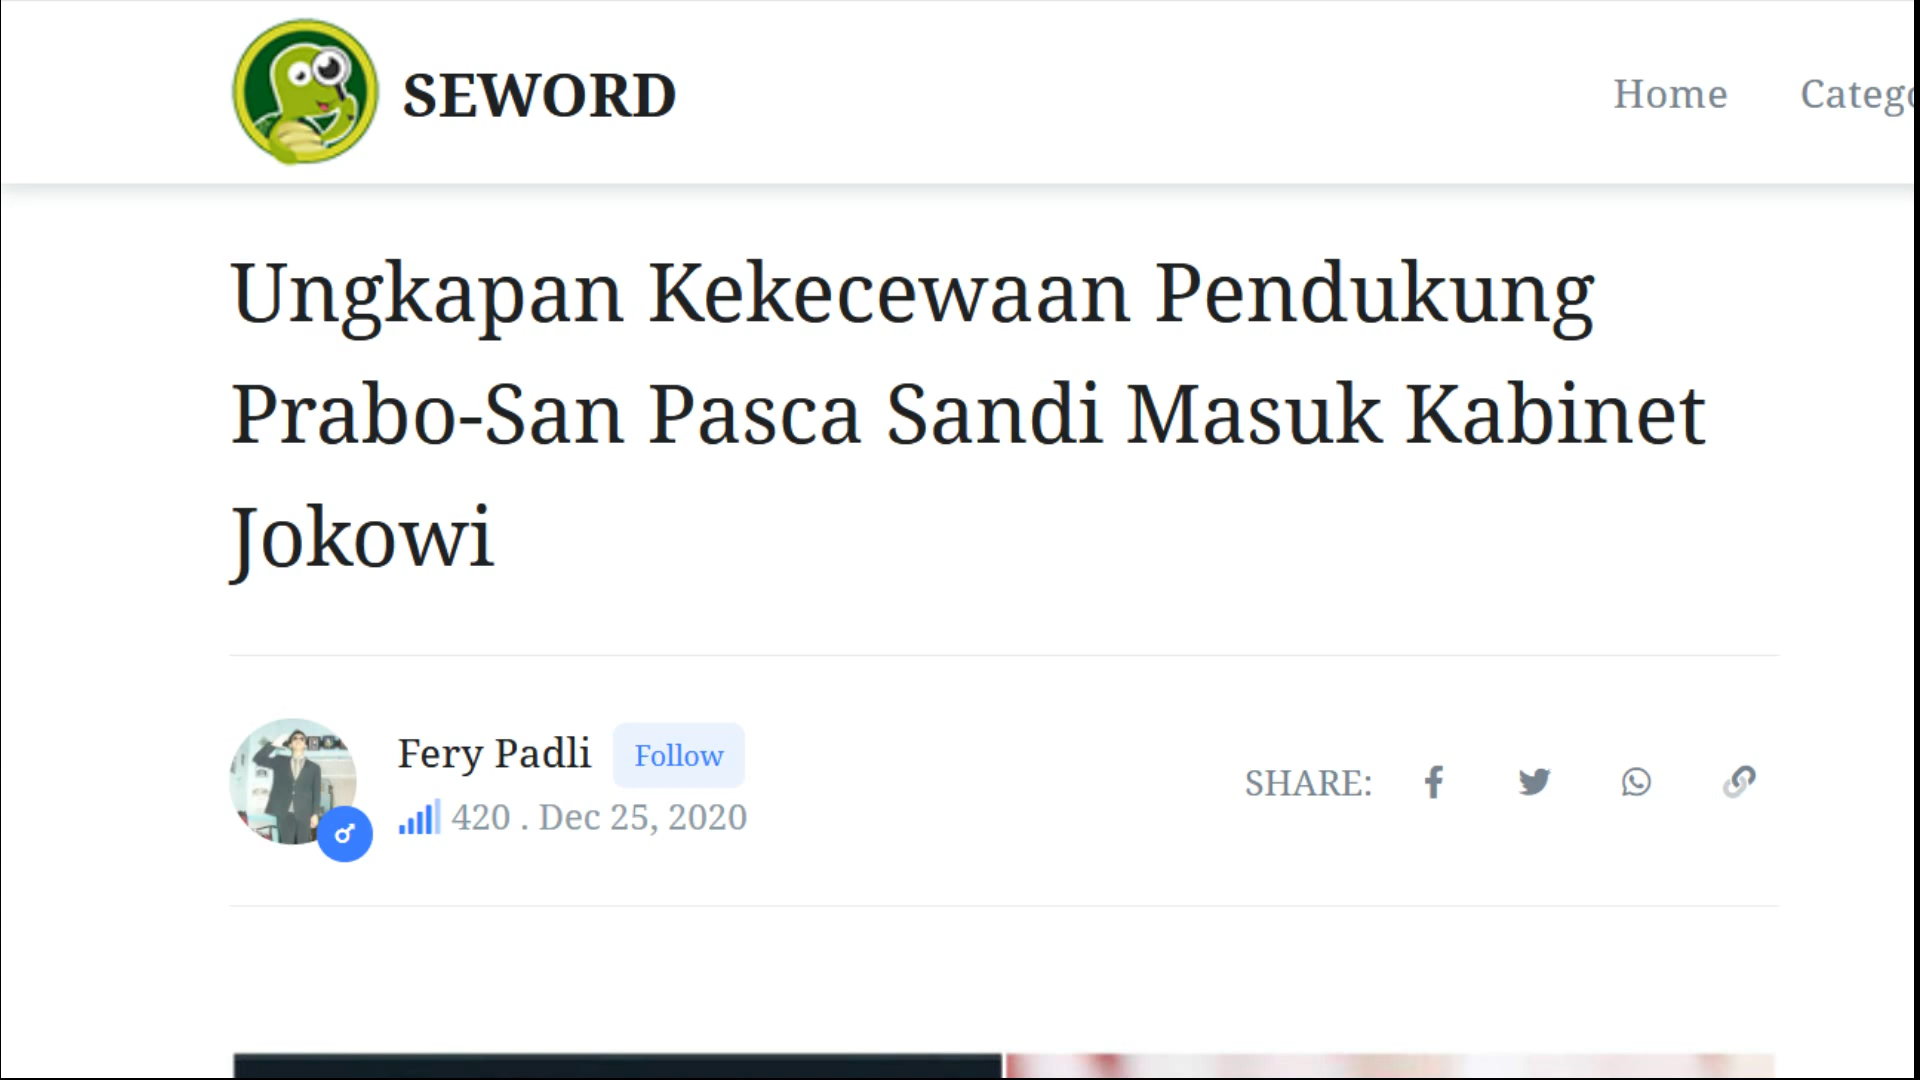 SEWORD
Home
Catego
Ungkapan Kekecewaan Pendukung
Prabo-San Pasca Sandi Masuk Kabinet
Jokowi
Fery Padli
Follow
420 . Dec 25, 2020
SHARE: